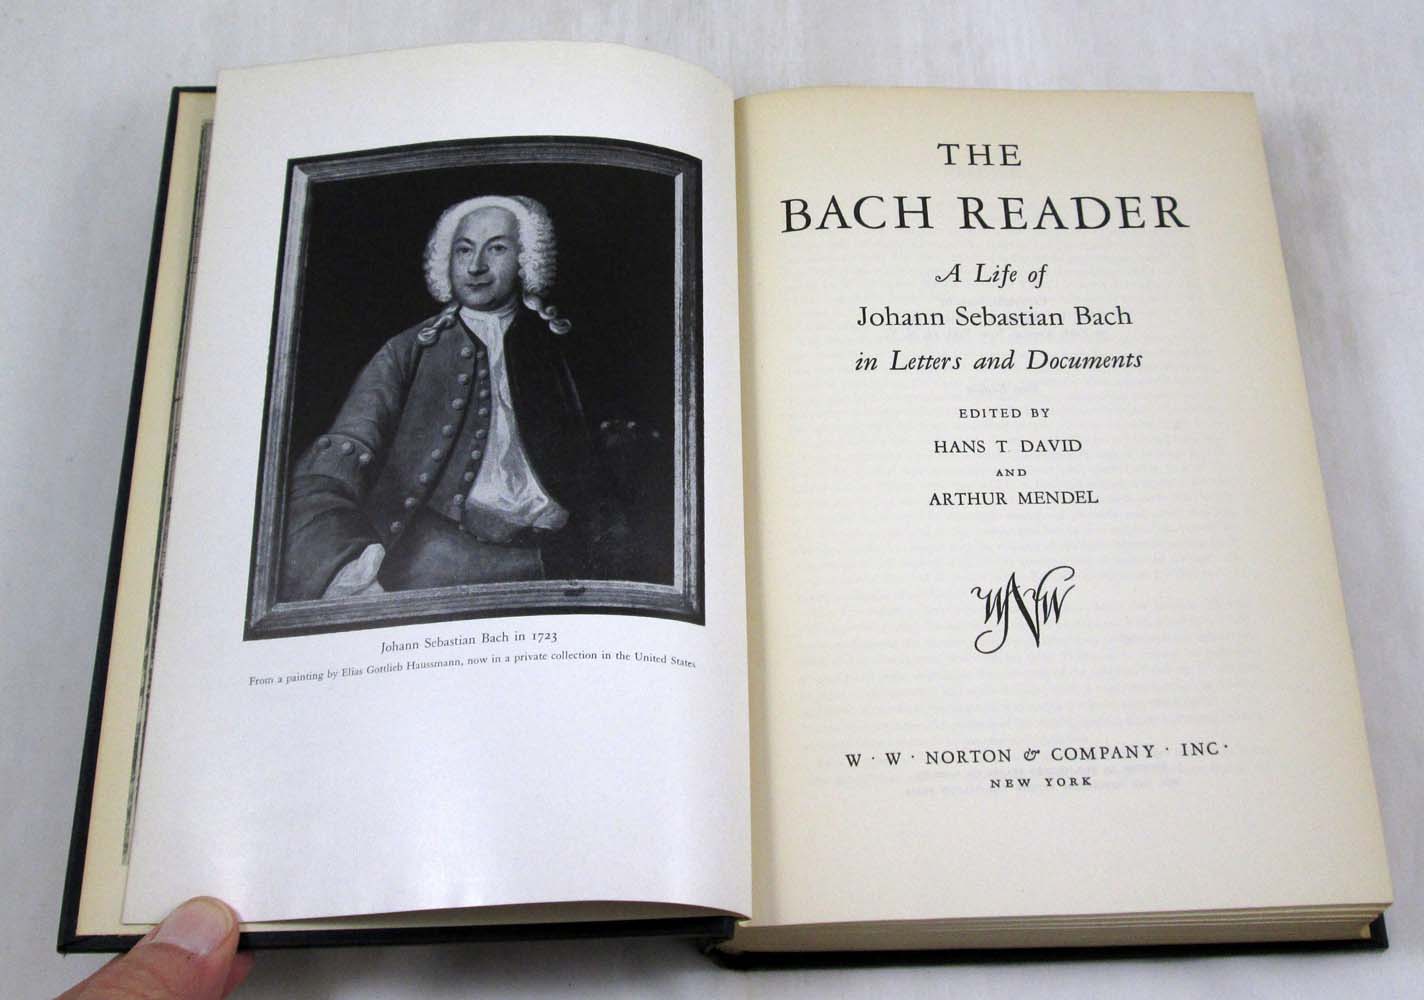 Johann Sebastian Bach in 1723
From a painting by Elias Gottlieb Haussmann, now in a private collection in the United States
THE
BACH READER
A Life of
Johann Sebastian Bach
in Letters and Documents
EDITED BY
HANS T. DAVID
AND
ARTHUR MENDEL
W · W · NORTON & COMPANY · INC ·
NEW YORK